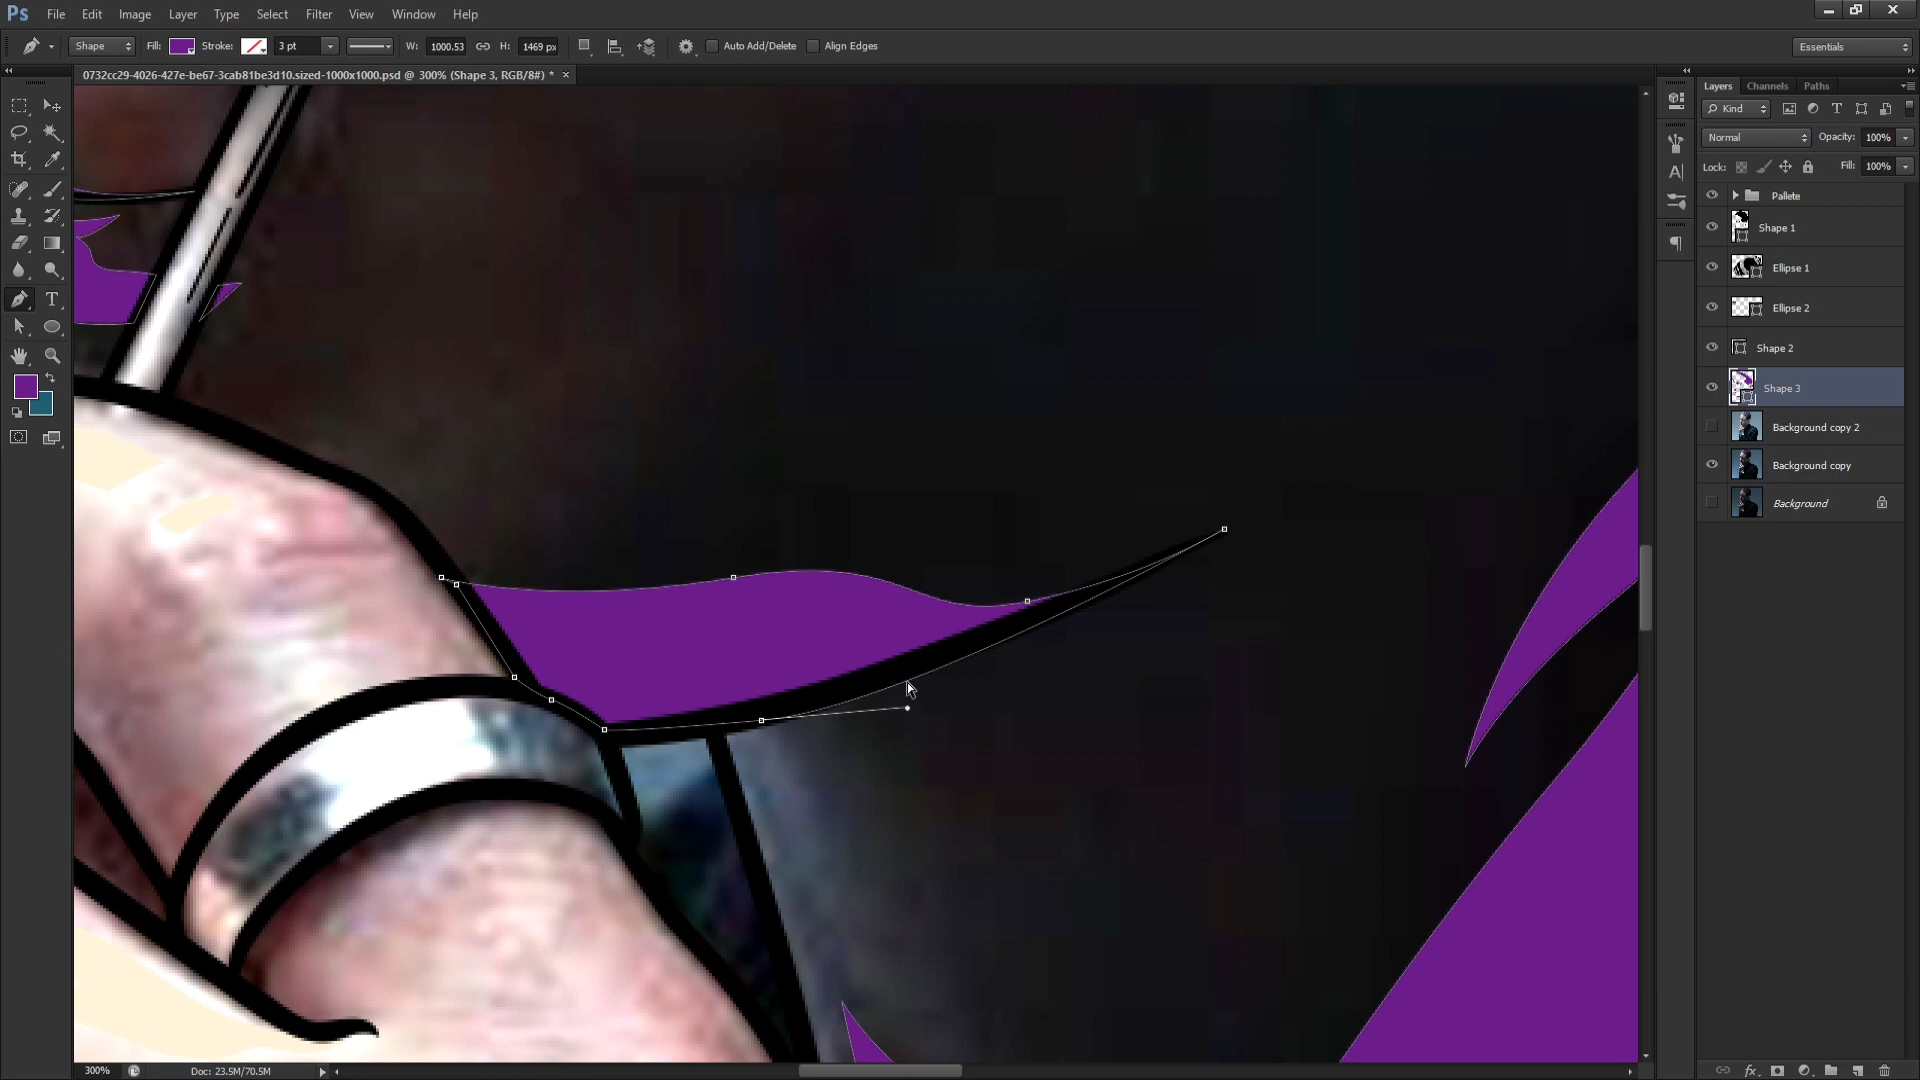 Ps File Edit Image Layer Type Select Filter View Window Help
Shape Fill: Stroke: 3 pt W: 1000.53 H: 1469 px Auto Add/Delete Align Edges Essentials
0732cc29-4026-427e-be67-3cab81be3d10.sized-1000x1000.psd @ 300% (Shape 3, RGB/8#) * ×
Layers Channels Paths
Kind
Normal Opacity: 100%
Lock: Fill: 100%
Pallete
Shape 1
Ellipse 1
Ellipse 2
Shape 2
Shape 3
Background copy 2
Background copy
Background
300% Doc: 23.5M/70.5M